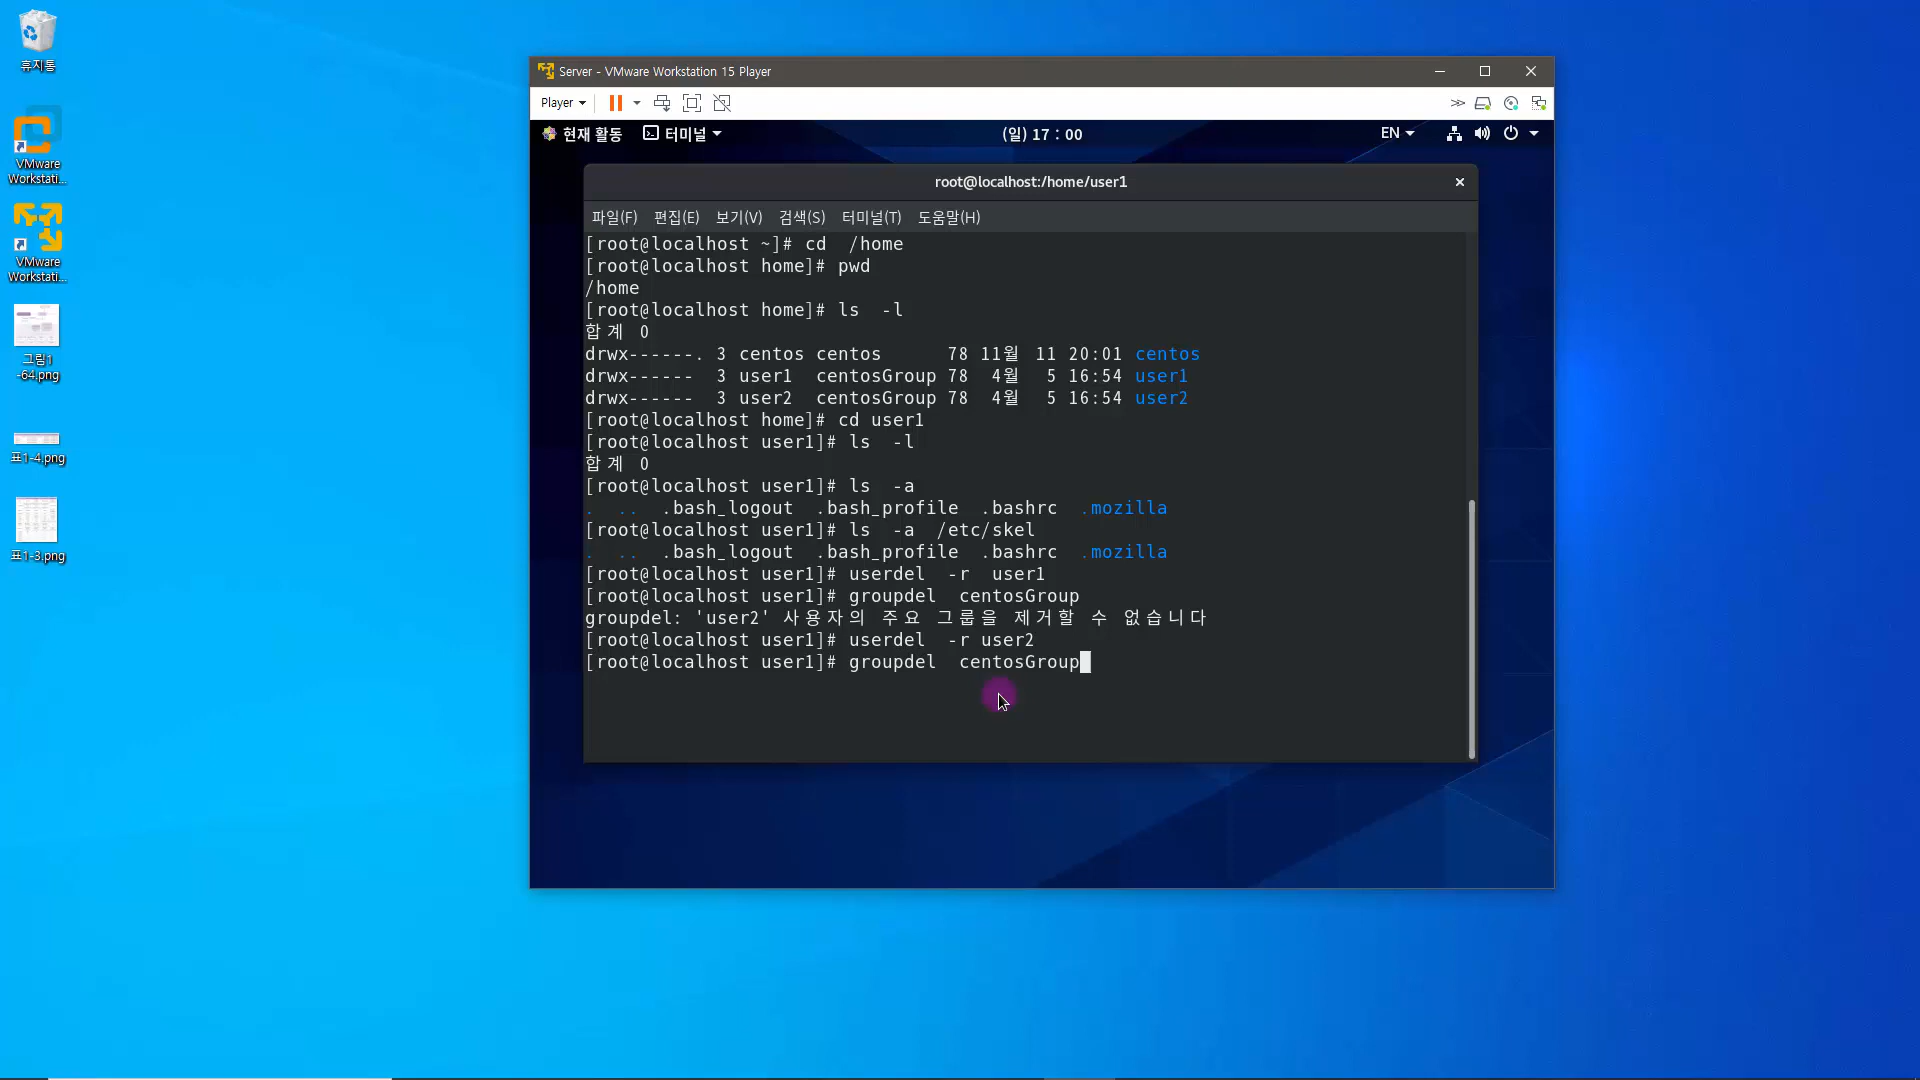 휴지통
VMware
Workstati...
VMware
Workstati...
그림1
-64.png
표1-4.png
표1-3.png
Server - VMware Workstation 15 Player
Player
현재 활동 터미널 (일) 17 : 00 EN
root@localhost:/home/user1
파일(F) 편집(E) 보기(V) 검색(S) 터미널(T) 도움말(H)
[root@localhost ~]# cd  /home
[root@localhost home]# pwd
/home
[root@localhost home]# ls  -l
합계 0
drwx------. 3 centos centos      78 11월 11 20:01 centos
drwx------  3 user1  centosGroup 78  4월  5 16:54 user1
drwx------  3 user2  centosGroup 78  4월  5 16:54 user2
[root@localhost home]# cd user1
[root@localhost user1]# ls  -l
합계 0
[root@localhost user1]# ls  -a
.  ..  .bash_logout  .bash_profile  .bashrc  .mozilla
[root@localhost user1]# ls  -a  /etc/skel
.  ..  .bash_logout  .bash_profile  .bashrc  .mozilla
[root@localhost user1]# userdel  -r  user1
[root@localhost user1]# groupdel  centosGroup
groupdel: 'user2' 사용자의 주요 그룹을 제거할 수 없습니다
[root@localhost user1]# userdel  -r user2
[root@localhost user1]# groupdel  centosGroup